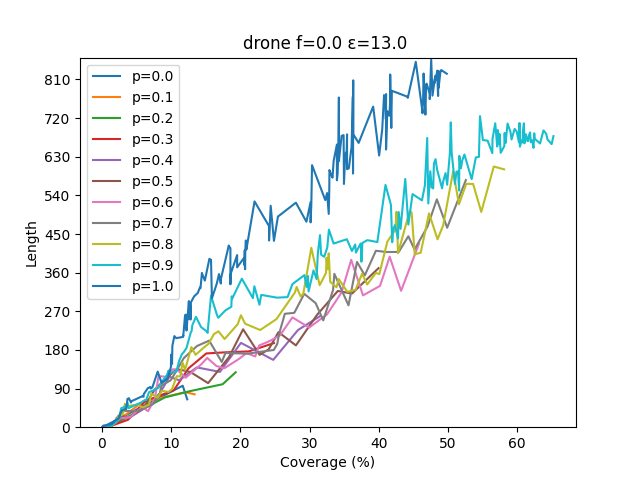 drone f=0.0 ε=13.0
p=0.0
p=0.1
p=0.2
p=0.3
p=0.4
p=0.5
p=0.6
p=0.7
p=0.8
p=0.9
p=1.0
Length
810
720
630
540
450
360
270
180
90
0
0 10 20 30 40 50 60
Coverage (%)